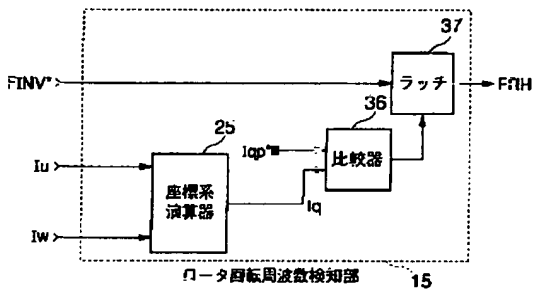 37
FINV*
ラッチ
FnH
36
25
Iqp*
比較器
Iu
座標系
演算器
Iq
Iw
ロータ回転周波数検知部
15